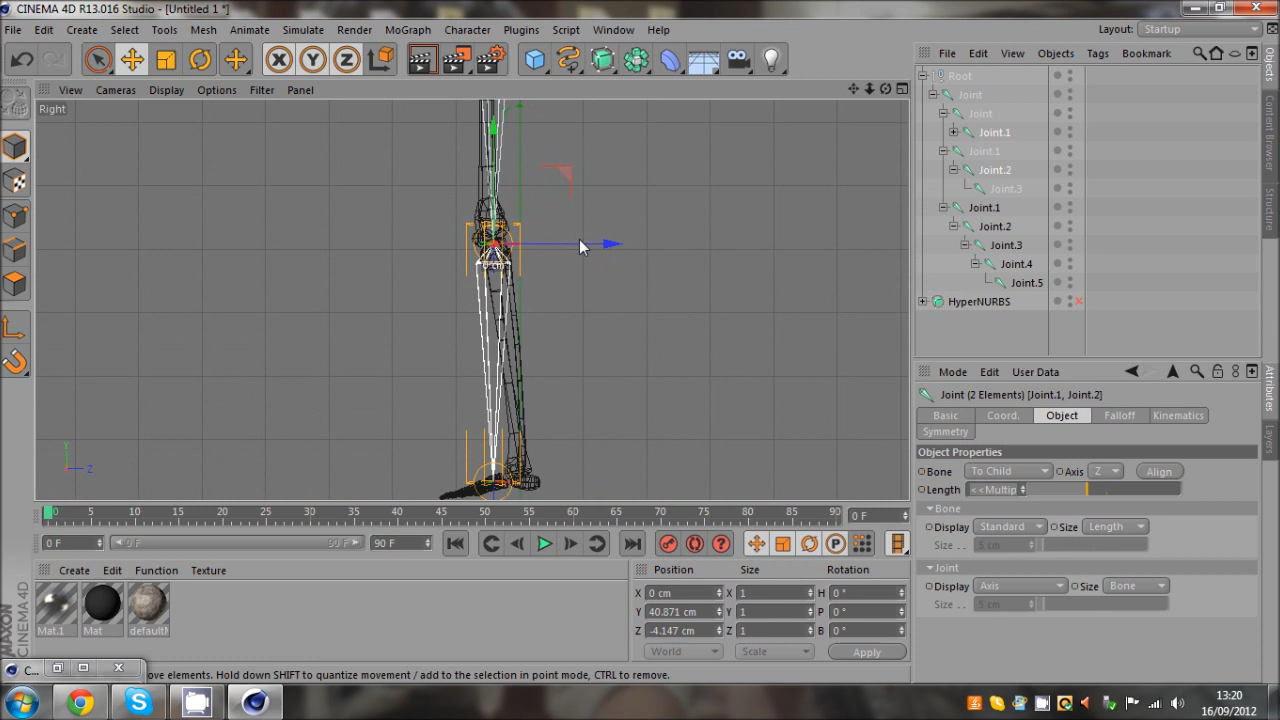 CINEMA 4D R13.016 Studio - [Untitled 1 *]
File Edit Create Select Tools Mesh Animate Simulate Render MoGraph Character Plugins Script Window Help Layout: Startup
X Y Z
View Cameras Display Options Filter Panel
File Edit View Objects Tags Bookmark
Right
Root
Joint
Joint
Joint.1
Joint.1
Joint.2
Joint.3
Joint.1
Joint.2
Joint.3
Joint.4
Joint.5
HyperNURBS
0 cm
Y
Z
Objects
Content Browser
Structure
Attributes
Layers
Mode Edit User Data
Joint (2 Elements) [Joint.1, Joint.2]
Basic Coord. Object Falloff Kinematics
Symmetry
Object Properties
Bone To Child Axis Z Align
Length <<Multip
Bone
Display Standard Size Length
Size . . 5 cm
Joint
Display Axis Size Bone
Size . . 5 cm
0 5 10 15 20 25 30 35 40 45 50 55 60 65 70 75 80 85 90 0 F
0 F 0 F 90 F 90 F
Create Edit Function Texture
Mat.1 Mat
Position Size Rotation
X 0 cm X 1 H 0 °
Y 40.871 cm Y 1 P 0 °
Z -4.147 cm Z 1 B 0 °
World Scale Apply
MAXON
CINEMA 4D
C...
ove elements. Hold down SHIFT to quantize movement / add to the selection in point mode, CTRL to remove.
13:20
16/09/2012